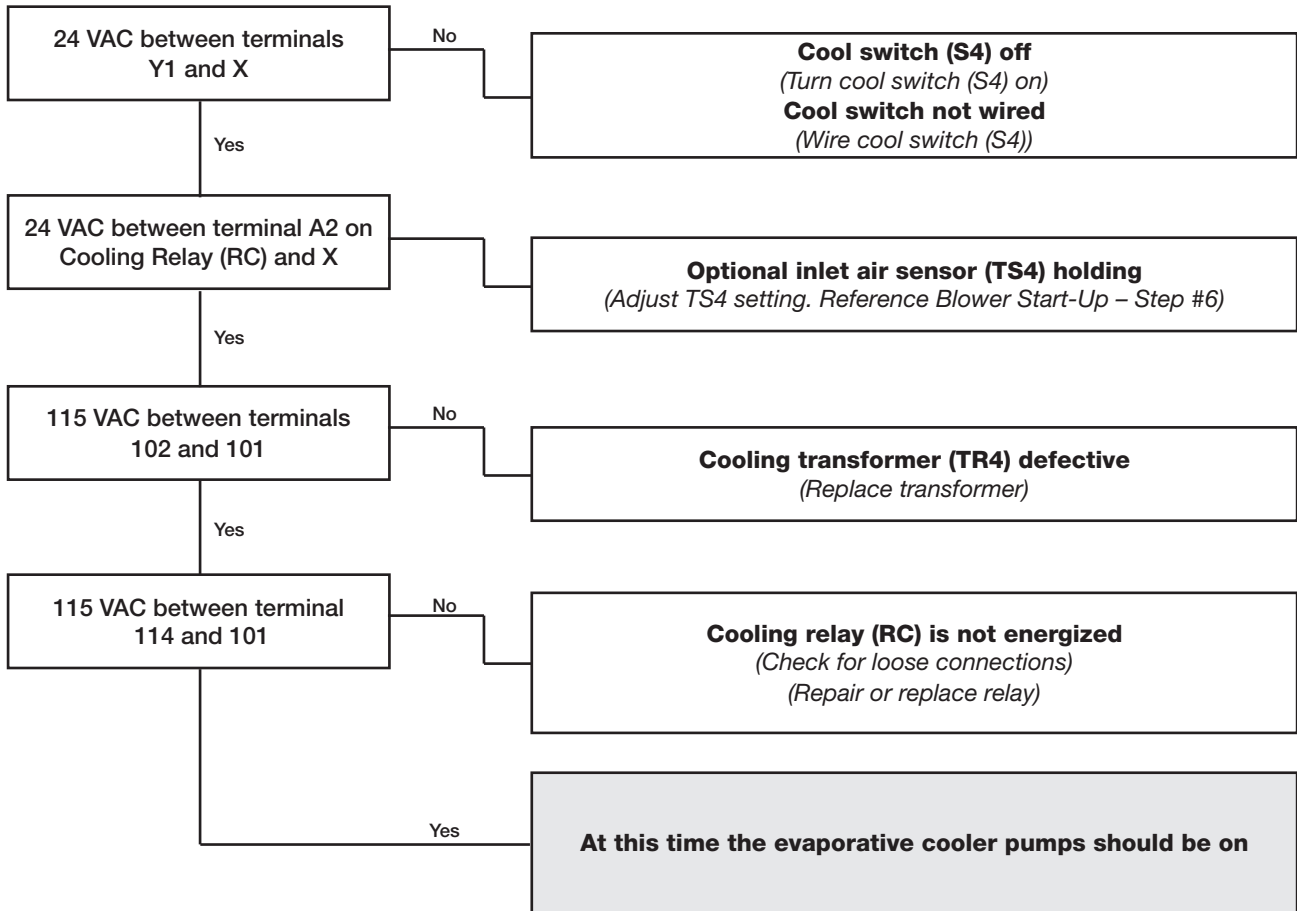 24 VAC between terminals
Y1 and X
No
Cool switch (S4) off
(Turn cool switch (S4) on)
Cool switch not wired
(Wire cool switch (S4))
Yes
24 VAC between terminal A2 on
Cooling Relay (RC) and X
Optional inlet air sensor (TS4) holding
(Adjust TS4 setting. Reference Blower Start-Up – Step #6)
Yes
115 VAC between terminals
102 and 101
No
Cooling transformer (TR4) defective
(Replace transformer)
Yes
115 VAC between terminal
114 and 101
No
Cooling relay (RC) is not energized
(Check for loose connections)
(Repair or replace relay)
Yes
At this time the evaporative cooler pumps should be on